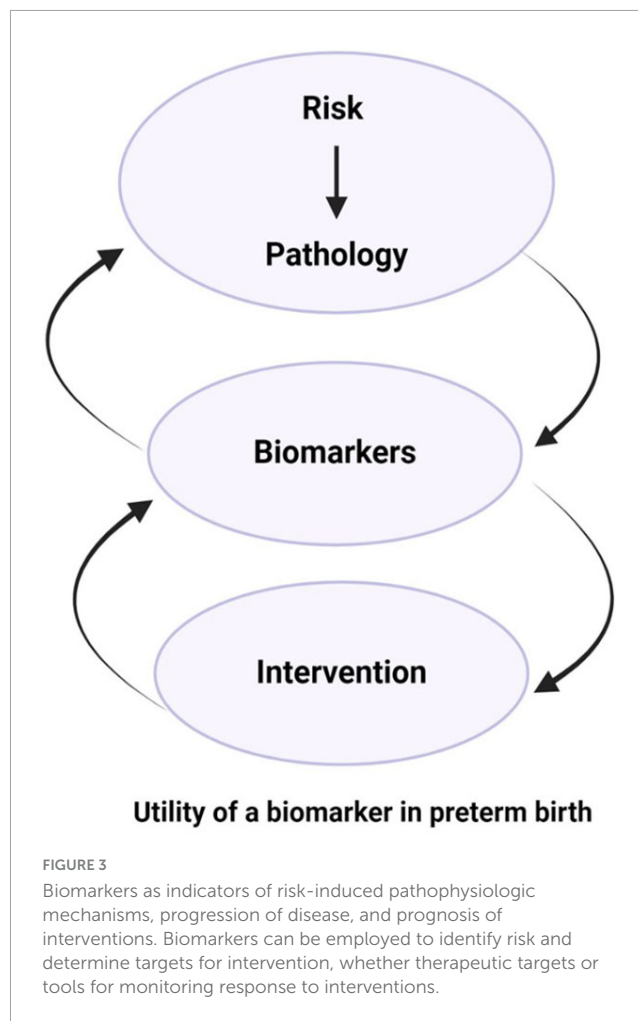 Risk
Pathology
Biomarkers
Intervention
Utility of a biomarker in preterm birth
FIGURE 3
Biomarkers as indicators of risk-induced pathophysiologic
mechanisms, progression of disease, and prognosis of
interventions. Biomarkers can be employed to identify risk and
determine targets for intervention, whether therapeutic targets or
tools for monitoring response to interventions.